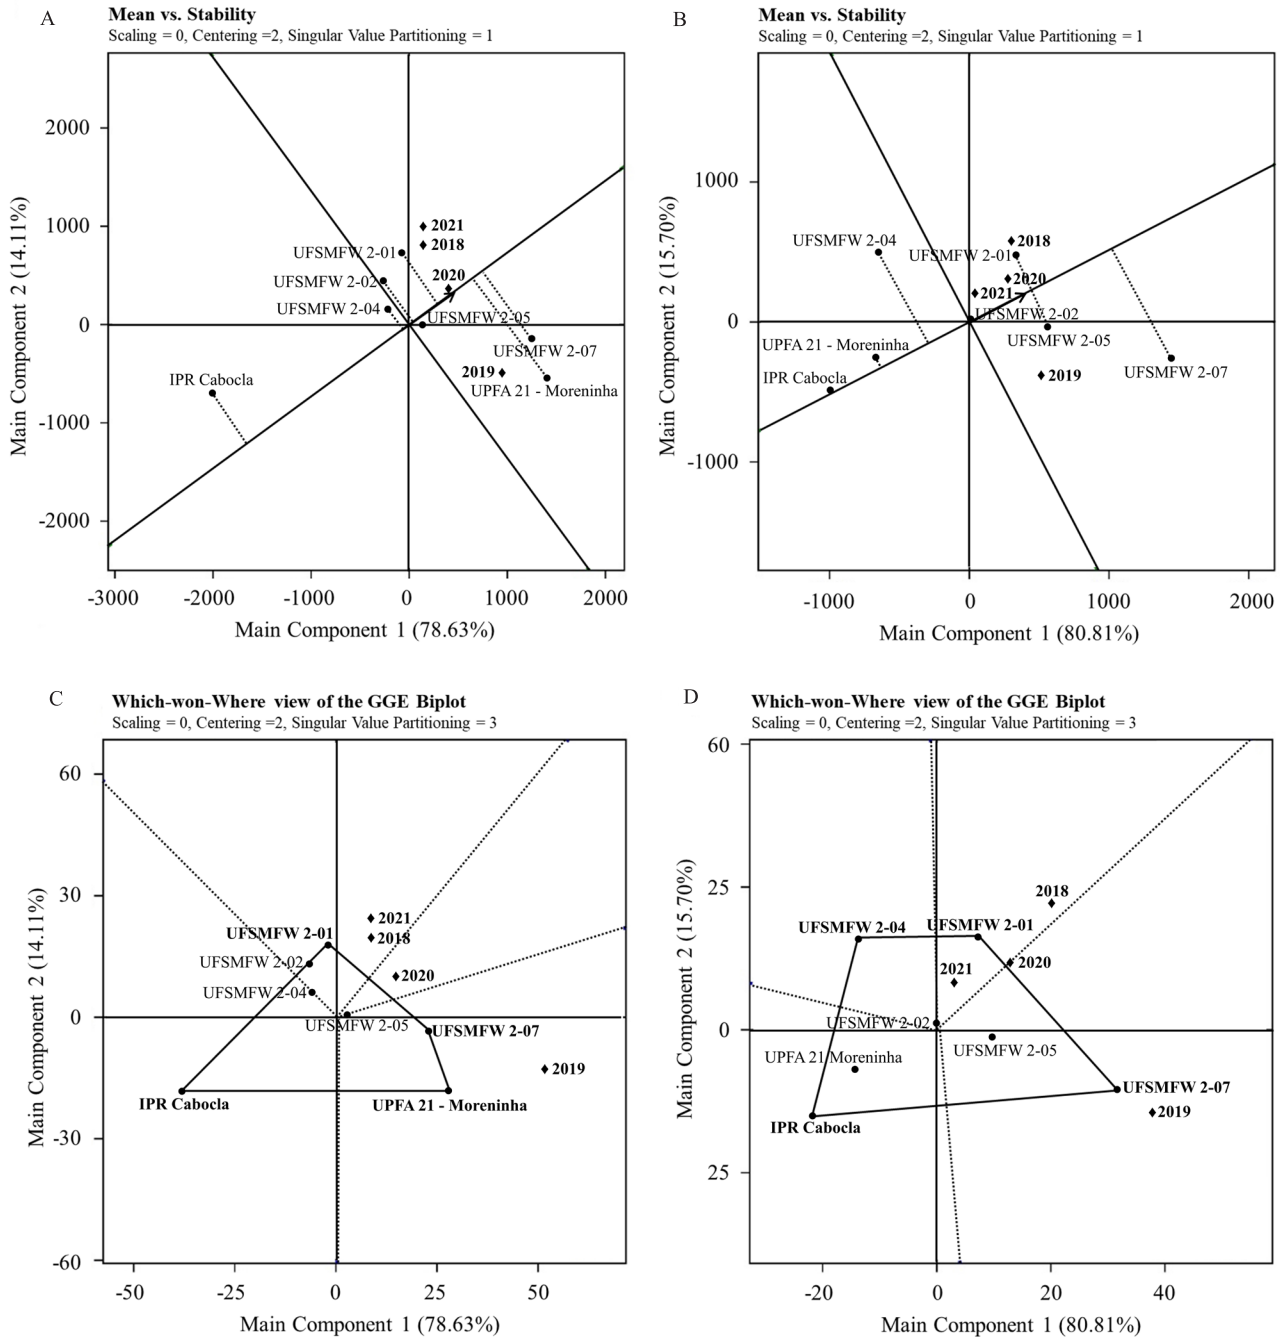 A
Mean vs. Stability
Scaling = 0, Centering =2, Singular Value Partitioning = 1
Main Component 2 (14.11%)
2000
1000
0
-1000
-2000
2021
2018
UFSMFW 2-01
2020
UFSMFW 2-02
UFSMFW 2-04
UFSMFW 2-05
UFSMFW 2-07
2019
UPFA 21 - Moreninha
IPR Cabocla
-3000
-2000
-1000
0
1000
2000
Main Component 1 (78.63%)
B
Mean vs. Stability
Scaling = 0, Centering =2, Singular Value Partitioning = 1
Main Component 2 (15.70%)
1000
0
-1000
UFSMFW 2-04
2018
UFSMFW 2-01
2020
2021
UFSMFW 2-02
UFSMFW 2-05
UPFA 21 - Moreninha
IPR Cabocla
2019
UFSMFW 2-07
-1000
0
1000
2000
Main Component 1 (80.81%)
C
Which-won-Where view of the GGE Biplot
Scaling = 0, Centering =2, Singular Value Partitioning = 3
Main Component 2 (14.11%)
60
30
0
-30
-60
2021
UFSMFW 2-01
2018
UFSMFW 2-02
2020
UFSMFW 2-04
UFSMFW 2-05
UFSMFW 2-07
2019
IPR Cabocla
UPFA 21 - Moreninha
-50
-25
0
25
50
Main Component 1 (78.63%)
D
Which-won-Where view of the GGE Biplot
Scaling = 0, Centering =2, Singular Value Partitioning = 3
Main Component 2 (15.70%)
60
25
0
25
2018
UFSMFW 2-04
UFSMFW 2-01
2020
2021
UFSMFW 2-02
UFSMFW 2-05
UPFA 21 Moreninha
UFSMFW 2-07
2019
IPR Cabocla
-20
0
20
40
Main Component 1 (80.81%)